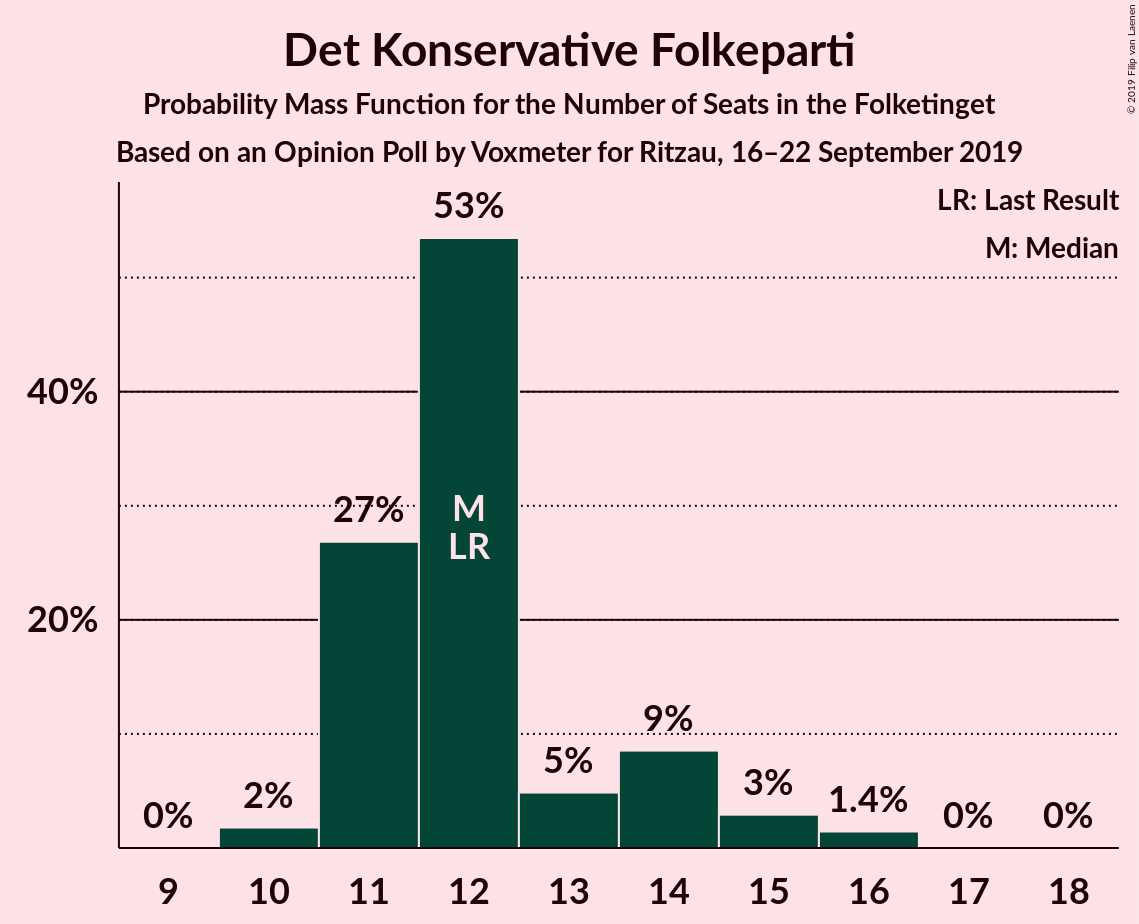 Det Konservative Folkeparti
Probability Mass Function for the Number of Seats in the Folketinget
Based on an Opinion Poll by Voxmeter for Ritzau, 16–22 September 2019
© 2019 Filip van Laenen
LR: Last Result
M: Median
40%
20%
0%
2%
27%
53%
M
LR
5%
9%
3%
1.4%
0%
0%
9 10 11 12 13 14 15 16 17 18